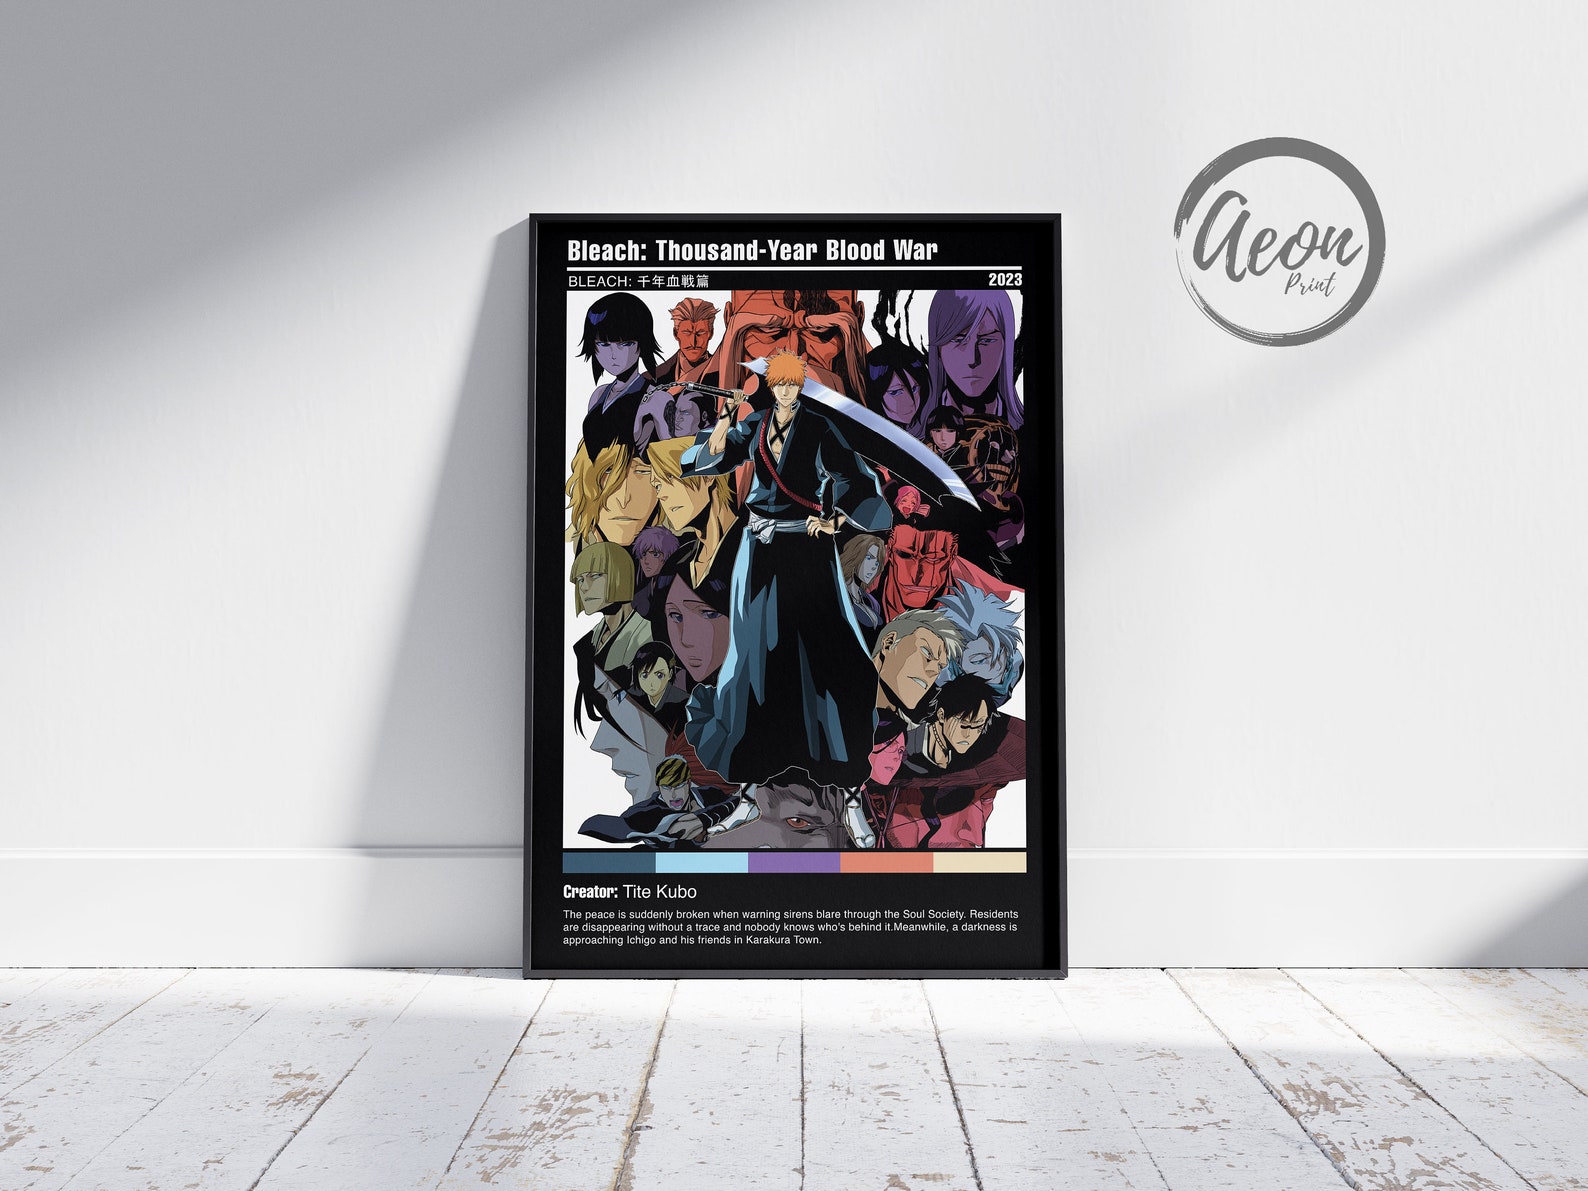 Bleach: Thousand-Year Blood War
BLEACH: 千年血戦篇 2023
Aeon
Print
Creator: Tite Kubo
The peace is suddenly broken when warning sirens blare through the Soul Society. Residents
are disappearing without a trace and nobody knows who's behind it.Meanwhile, a darkness is
approaching Ichigo and his friends in Karakura Town.